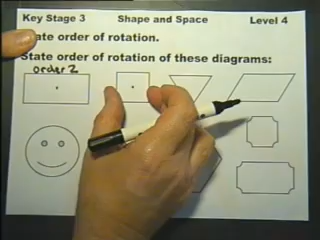 Key Stage 3 Shape and Space Level 4
ate order of rotation.
State order of rotation of these diagrams:
order 2